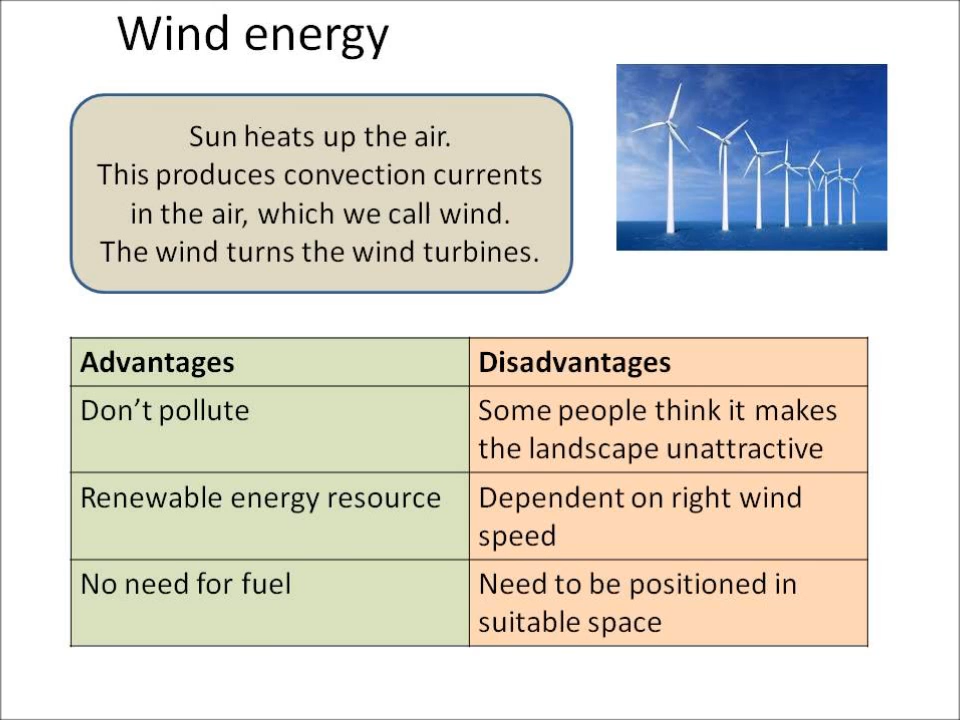 Wind energy
Sun heats up the air.
This produces convection currents
in the air, which we call wind.
The wind turns the wind turbines.
Advantages
Disadvantages
Don’t pollute
Some people think it makes
the landscape unattractive
Renewable energy resource
Dependent on right wind
speed
No need for fuel
Need to be positioned in
suitable space